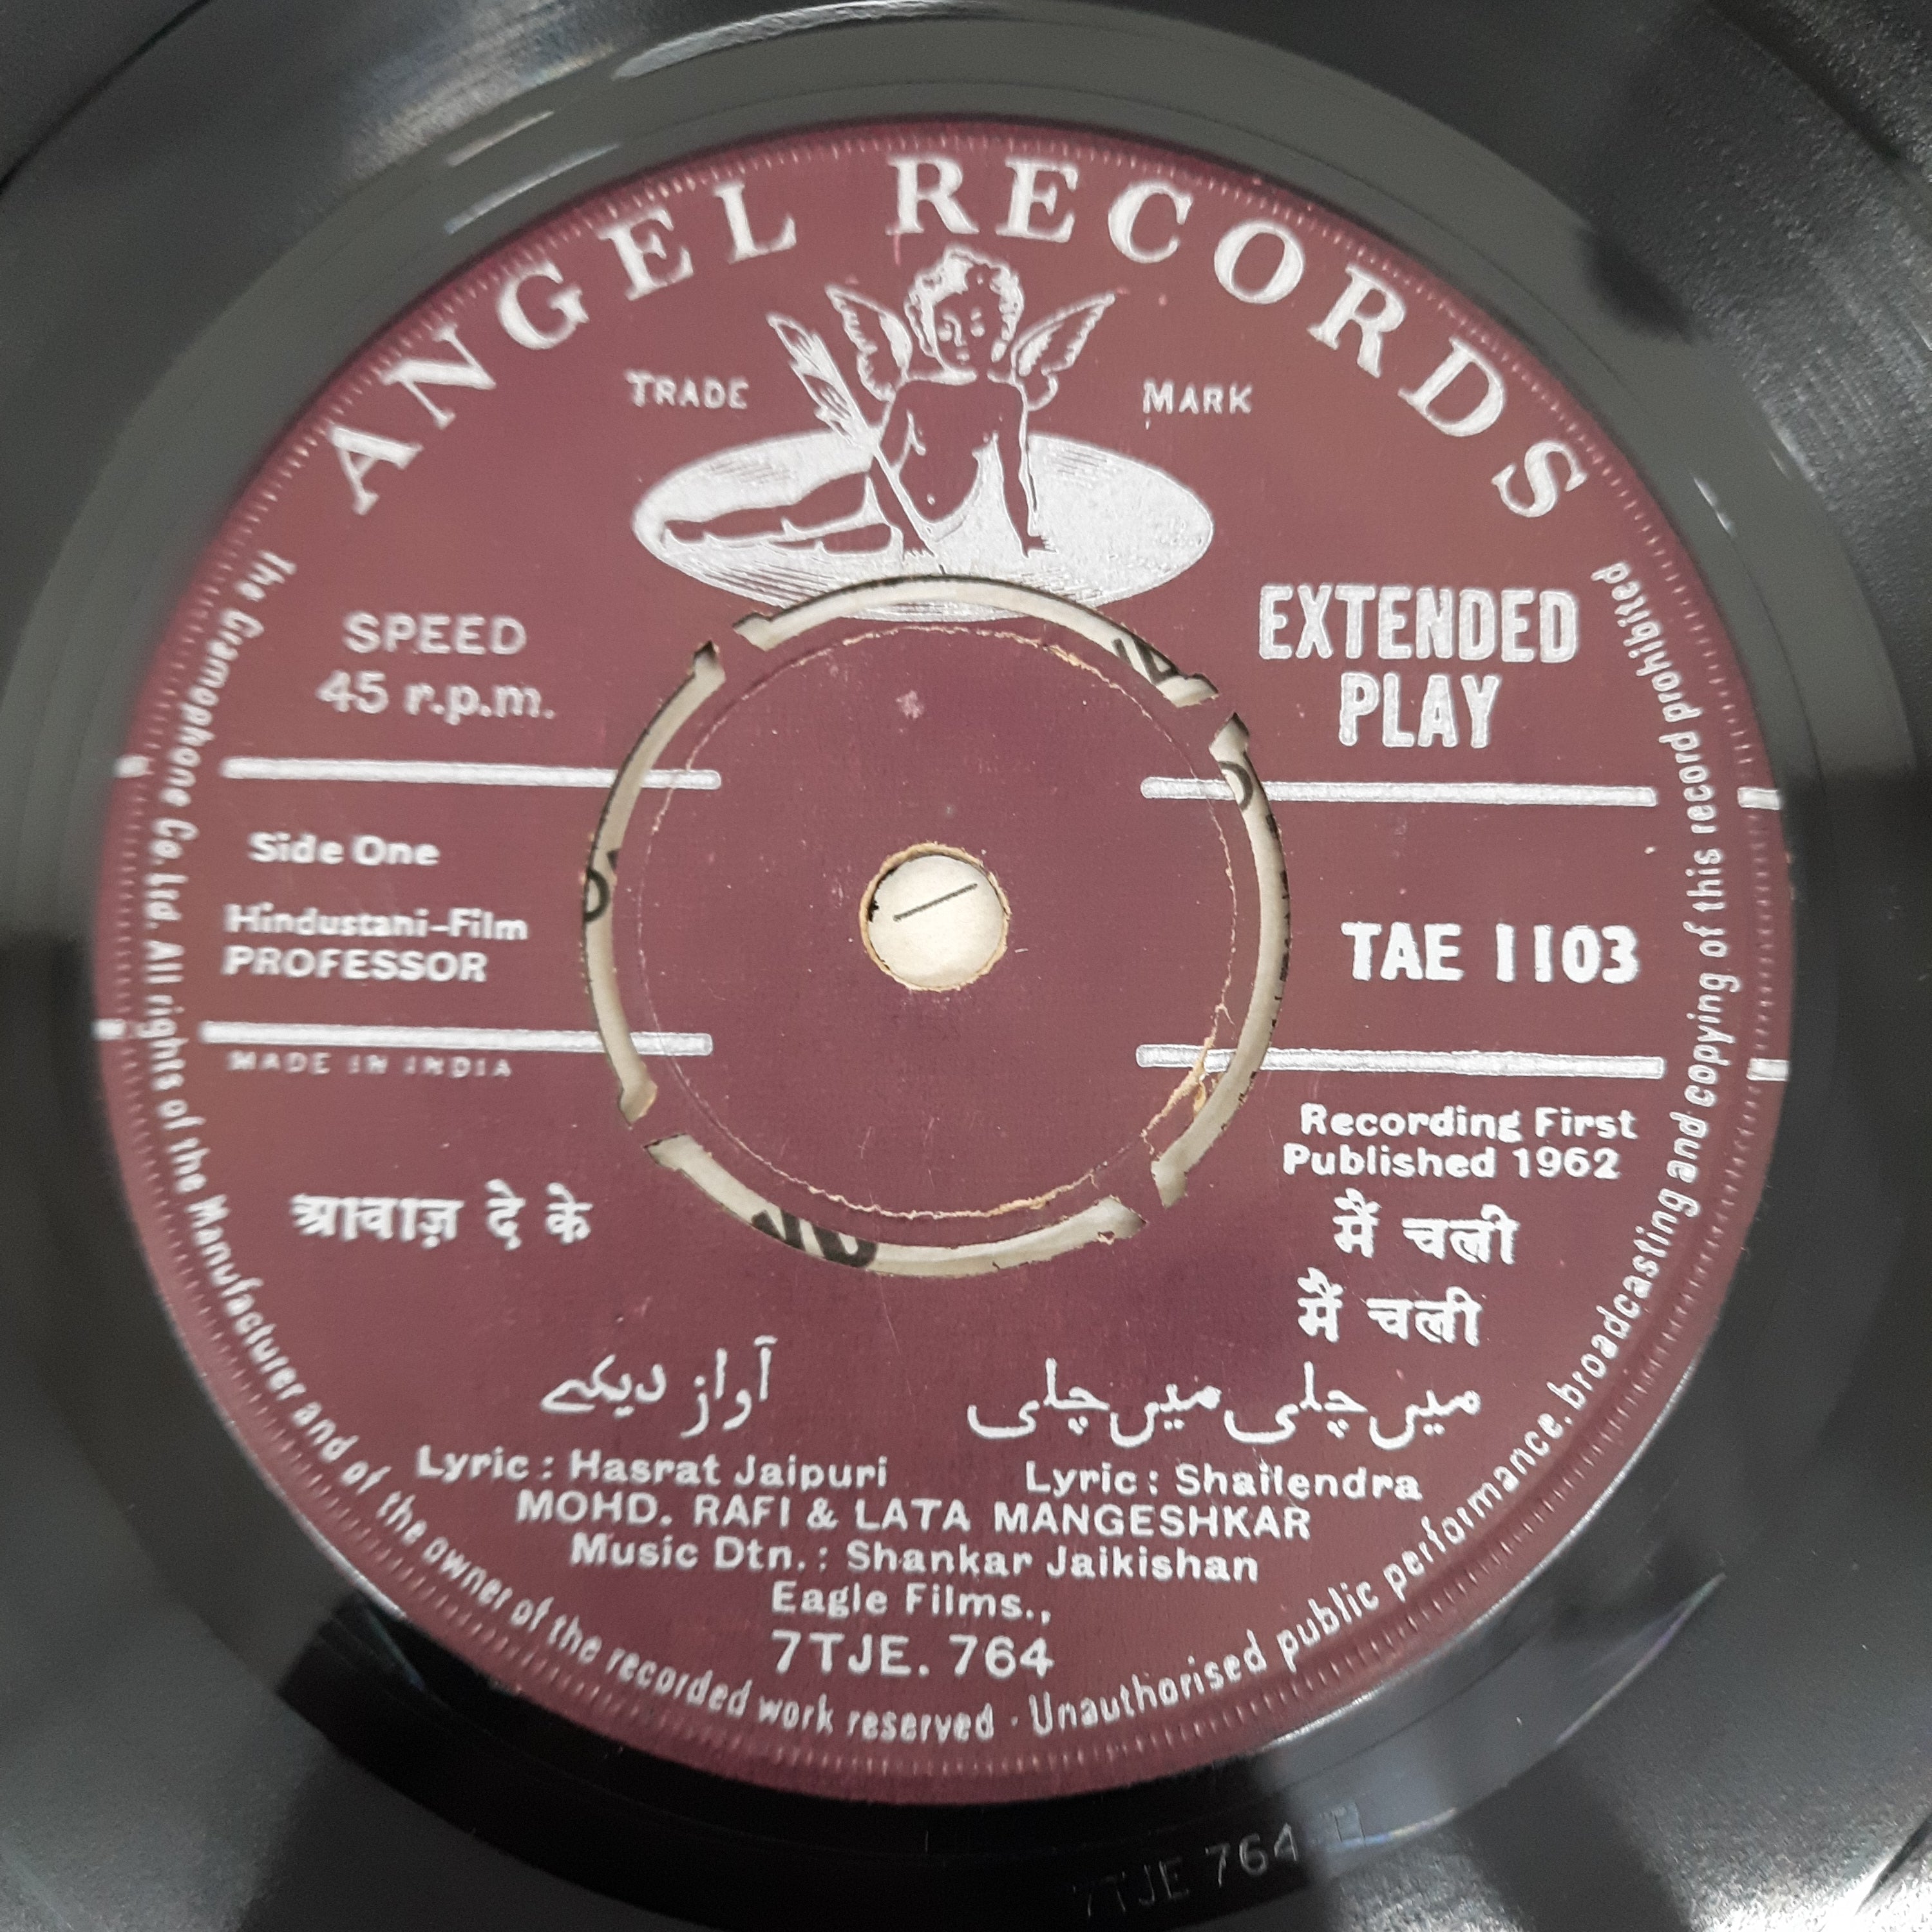 ANGEL RECORDS
TRADE MARK
SPEED
45 r.p.m.
EXTENDED
PLAY
Side One
Hindustani-Film
PROFESSOR
TAE 1103
MADE IN INDIA
Recording First
Published 1962
आवाज़ दे के
मैं चली
मैं चली
آواز دیکے
میں چلی میں چلی
Lyric : Hasrat Jaipuri
Lyric : Shailendra
MOHD. RAFI & LATA MANGESHKAR
Music Dtn. : Shankar Jaikishan
Eagle Films.,
7TJE. 764
The Gramophone Co. Ltd. All rights of the Manufacturer and of the owner of the recorded work reserved · Unauthorised public performance, broadcasting and copying of this record prohibited
7TJE 764